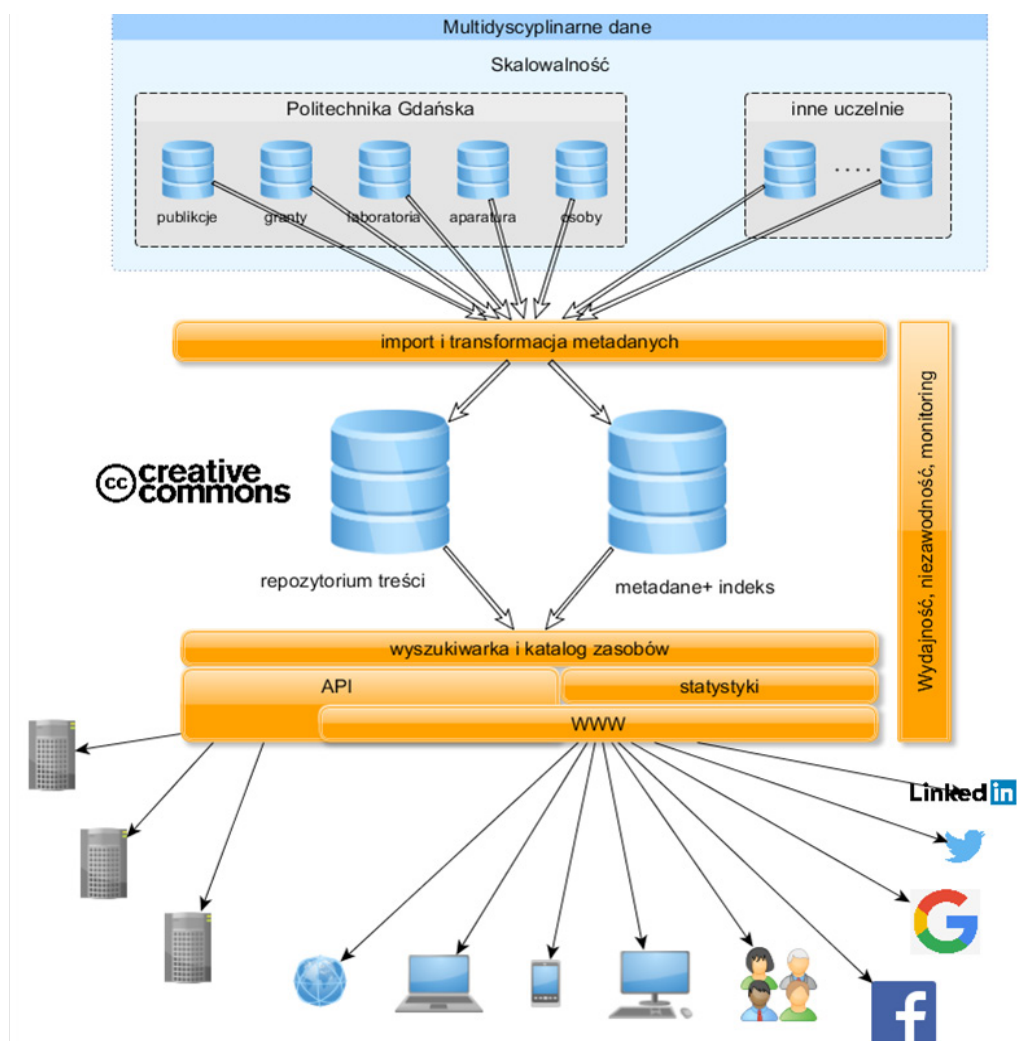 Multidyscyplinarne dane
Skalowalność
Politechnika Gdańska
inne uczelnie
....
publikcje
granty
laboratoria
aparatura
osoby
import i transformacja metadanych
Wydajność, niezawodność, monitoring
cc creative
commons
repozytorium treści
metadane+ indeks
wyszukiwarka i katalog zasobów
API
statystyki
WWW
Linked in
G
f